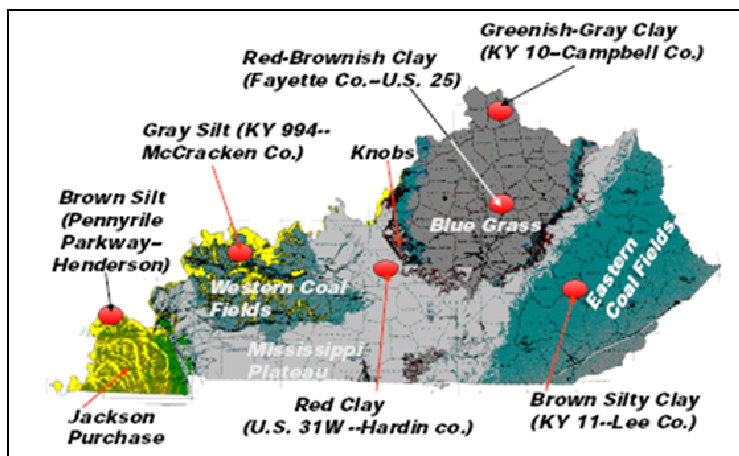 Greenish-Gray Clay
(KY 10–Campbell Co.)
Red-Brownish Clay
(Fayette Co.–U.S. 25)
Gray Silt (KY 994--
McCracken Co.)
Knobs
Brown Silt
(Pennyrile
Parkway–
Henderson)
Blue Grass
Western Coal
Fields
Eastern
Coal Fields
Mississippi
Plateau
Jackson
Purchase
Red Clay
(U.S. 31W --Hardin co.)
Brown Silty Clay
(KY 11--Lee Co.)